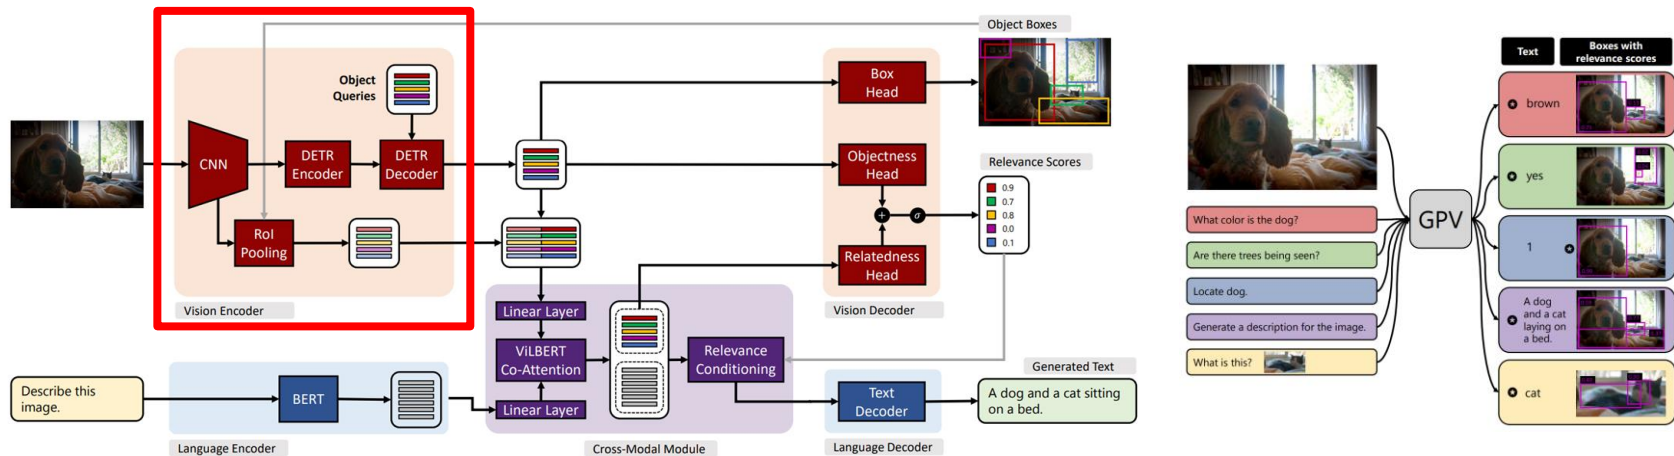 Object Boxes
Object
Queries
CNN
DETR
Encoder
DETR
Decoder
RoI
Pooling
Vision Encoder
Box
Head
Objectness
Head
+
σ
Relatedness
Head
Vision Decoder
Relevance Scores
0.9
0.7
0.8
0.0
0.1
Linear Layer
ViLBERT
Co-Attention
Linear Layer
Relevance
Conditioning
Cross-Modal Module
Describe this
image.
BERT
Language Encoder
Text
Decoder
Language Decoder
Generated Text
A dog and a cat sitting
on a bed.
What color is the dog?
Are there trees being seen?
Locate dog.
Generate a description for the image.
What is this?
GPV
Text
Boxes with
relevance scores
brown
yes
1
A dog
and a cat
laying on
a bed.
cat